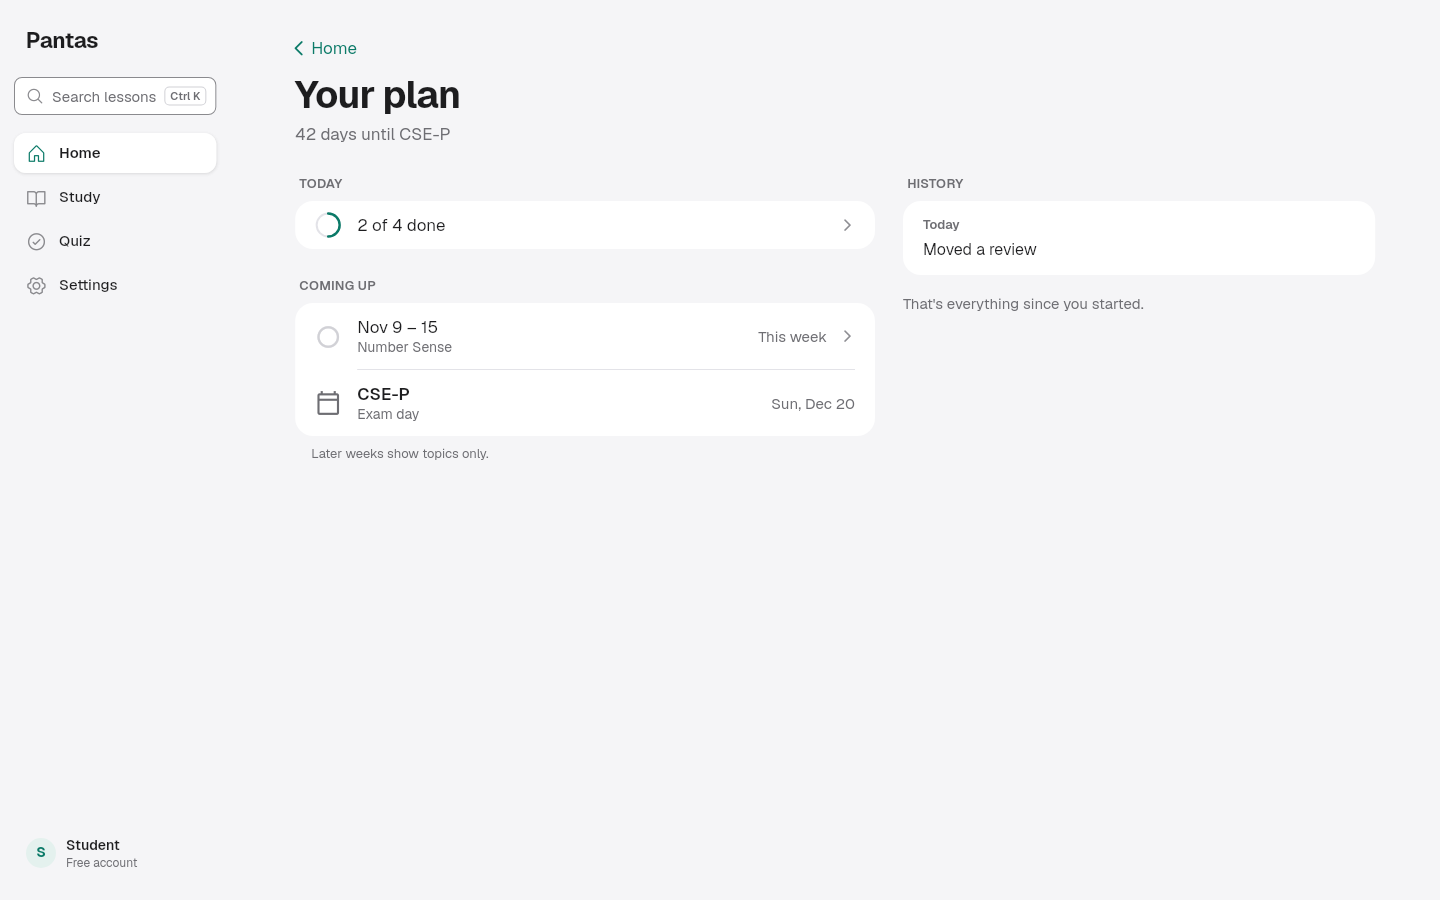 Pantas
Search lessons Ctrl K
Home
Study
Quiz
Settings
Student
Free account
Home
Your plan
42 days until CSE-P
TODAY
2 of 4 done
COMING UP
Nov 9 – 15
Number Sense
This week
CSE-P
Exam day
Sun, Dec 20
Later weeks show topics only.
HISTORY
Today
Moved a review
That's everything since you started.